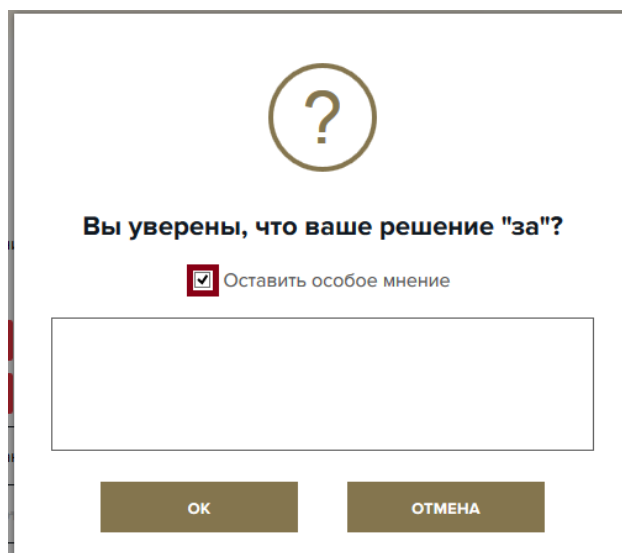 ?
Вы уверены, что ваше решение "за"?
Оставить особое мнение
ОК
ОТМЕНА